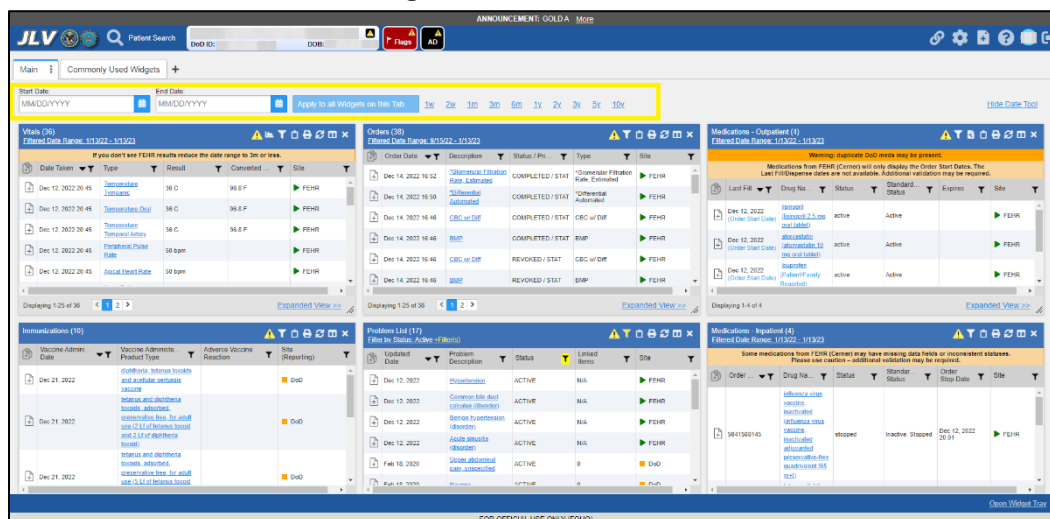 ANNOUNCEMENT: GOLD A More
JLV Patient Search DoD ID: DOB: Flags AD
Main Commonly Used Widgets +
Start Date: End Date:
MM/DD/YYYY MM/DD/YYYY Apply to all Widgets on this Tab 1w 2w 1m 3m 6m 1y 2y 3y 5y 10y Hide Date Tool
Vitals (36)
Filtered Date Range: 1/13/22 - 1/13/23
If you don't see FEHR results reduce the date range to 3m or less.
Date Taken Type Result Converted ... Site
Dec 12, 2022 20:45 Temperature Tympanic 36 C 96.8 F FEHR
Dec 12, 2022 20:45 Temperature Oral 36 C 96.8 F FEHR
Dec 12, 2022 20:45 Temperature Temporal Artery 36 C 96.8 F FEHR
Dec 12, 2022 20:45 Peripheral Pulse Rate 50 bpm FEHR
Dec 12, 2022 20:45 Apical Heart Rate 50 bpm FEHR
Displaying 1-25 of 36 1 2 Expanded View >>
Orders (38)
Filtered Date Range: 8/15/22 - 1/13/23
Order Date Description Status / Pri... Type Site
Dec 14, 2022 16:52 *Glomerular Filtration Rate, Estimated COMPLETED / STAT *Glomerular Filtration Rate, Estimated FEHR
Dec 14, 2022 16:50 *Differential Automated COMPLETED / STAT *Differential Automated FEHR
Dec 14, 2022 16:46 CBC w/ Diff COMPLETED / STAT CBC w/ Diff FEHR
Dec 14, 2022 16:46 BMP COMPLETED / STAT BMP FEHR
Dec 14, 2022 16:46 CBC w/ Diff REVOKED / STAT CBC w/ Diff FEHR
Dec 14, 2022 16:46 BMP REVOKED / STAT BMP FEHR
Displaying 1-25 of 38 1 2 Expanded View >>
Medications - Outpatient (4)
Filtered Date Range: 1/13/22 - 1/13/23
Warning: duplicate DoD meds may be present.
Medications from FEHR (Cerner) will only display the Order Start Dates. The
Last Fill/Dispense dates are not available. Additional validation may be required.
Last Fill Drug Na... Status Standard... Status Expires Site
Dec 12, 2022 (Order Start Date) lisinopril (lisinopril 2.5 mg oral tablet) active Active FEHR
Dec 12, 2022 (Order Start Date) atorvastatin (atorvastatin 10 mg oral tablet) active Active FEHR
Dec 12, 2022 (Order Start Date) ibuprofen (Patient/Family Reported) active Active FEHR
Displaying 1-4 of 4 Expanded View >>
Immunizations (10)
Vaccine Admini... Date Vaccine Administe... Product Type Adverse Vaccine Reaction Site (Reporting)
Dec 21, 2022 diphtheria, tetanus toxoids and acellular pertussis vaccine DoD
Dec 21, 2022 tetanus and diphtheria toxoids, adsorbed, preservative free, for adult use (2 Lf of tetanus toxoid and 2 Lf of diphtheria toxoid) DoD
Dec 21, 2022 tetanus and diphtheria toxoids, adsorbed, preservative free, for adult use (5 Lf of tetanus toxoid DoD
Problem List (17)
Filter by Status: Active +Filter(s)
Updated Date Problem Description Status Linked Items Site
Dec 12, 2022 Hypertension ACTIVE N/A FEHR
Dec 12, 2022 Common bile duct calculus (disorder) ACTIVE N/A FEHR
Dec 12, 2022 Benign hypertension (disorder) ACTIVE N/A FEHR
Dec 12, 2022 Acute sinusitis (disorder) ACTIVE N/A FEHR
Feb 18, 2020 Upper abdominal pain, unspecified ACTIVE 0 DoD
Medications - Inpatient (4)
Filtered Date Range: 1/13/22 - 1/13/23
Some medications from FEHR (Cerner) may have missing data fields or inconsistent statuses.
Please use caution - additional validation may be required.
Order ... Drug Na... Status Standar... Status Order Stop Date Site
5841588145 influenza virus vaccine, inactivated (influenza virus vaccine, inactivated adjuvanted preservative-free quadrivalent stopped Inactive: Stopped Dec 12, 2022 20:01 FEHR
Open Widget Tray
FOR OFFICIAL USE ONLY (FOUO)